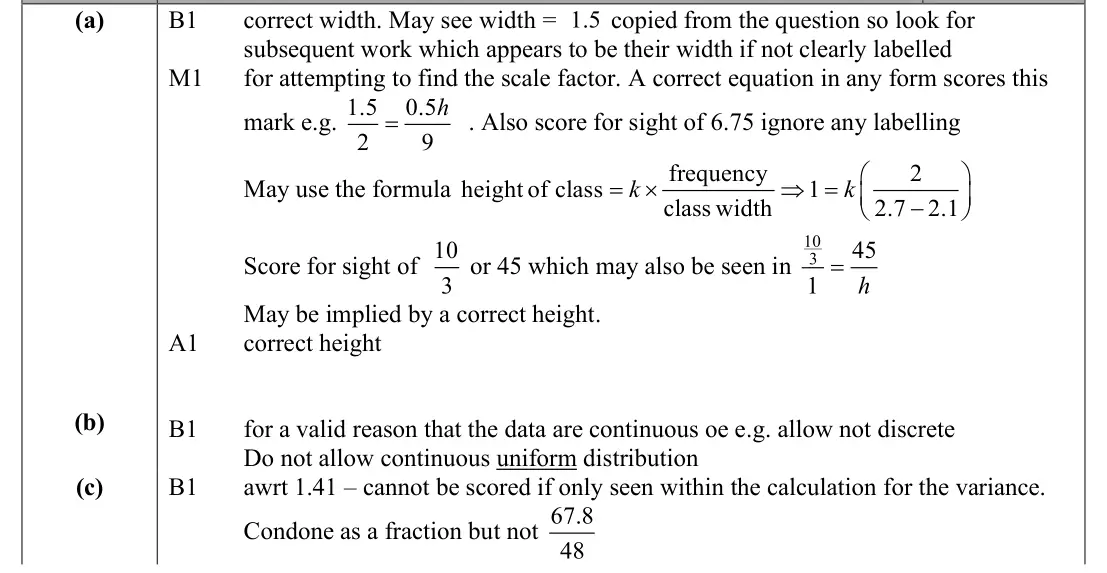 (a) B1 correct width. May see width = 1.5 copied from the question so look for
subsequent work which appears to be their width if not clearly labelled
M1 for attempting to find the scale factor. A correct equation in any form scores this
mark e.g. 1.5/2 = 0.5h/9 . Also score for sight of 6.75 ignore any labelling
May use the formula height of class = k × frequency/class width ⇒ 1 = k(2/(2.7 − 2.1))
Score for sight of 10/3 or 45 which may also be seen in (10/3)/1 = 45/h
May be implied by a correct height.
A1 correct height
(b) B1 for a valid reason that the data are continuous oe e.g. allow not discrete
Do not allow continuous uniform distribution
(c) B1 awrt 1.41 – cannot be scored if only seen within the calculation for the variance.
Condone as a fraction but not 67.8/48